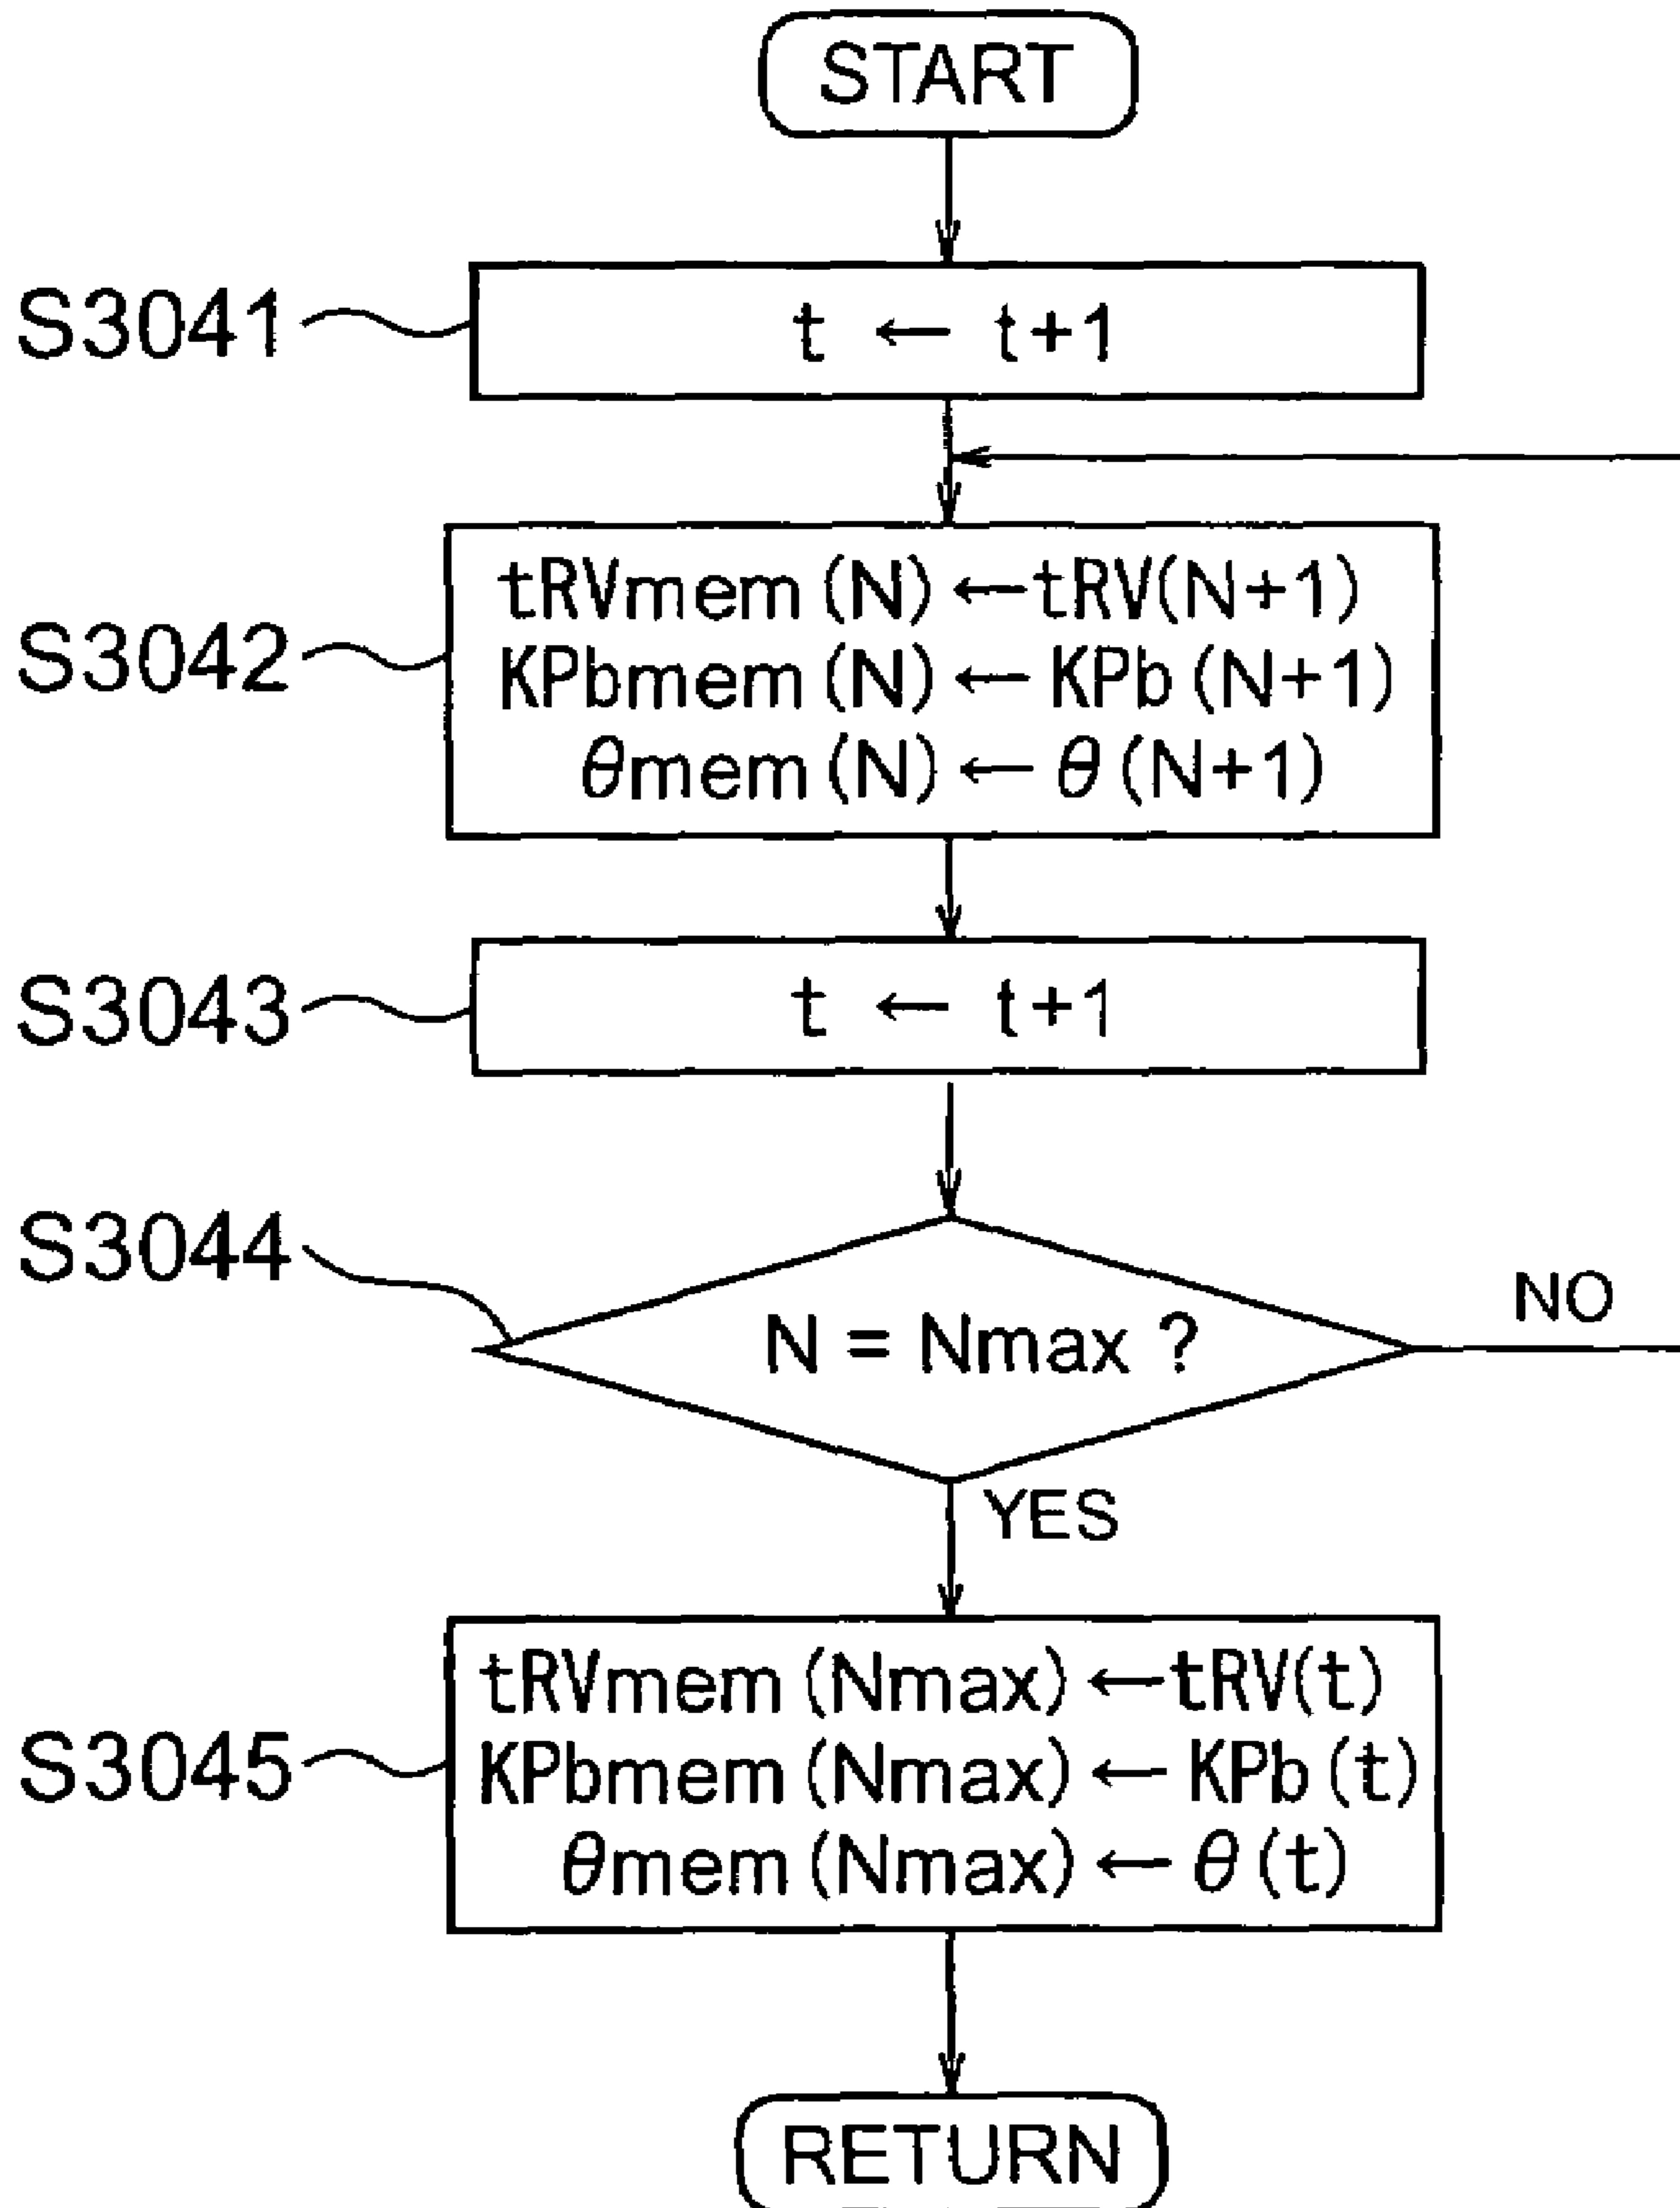 START
S3041
t ← t+1
S3042
tRVmem(N) ← tRV(N+1)
KPbmem(N) ← KPb(N+1)
θmem(N) ← θ(N+1)
S3043
t ← t+1
S3044
N = Nmax ?
NO
YES
S3045
tRVmem(Nmax) ← tRV(t)
KPbmem(Nmax) ← KPb(t)
θmem(Nmax) ← θ(t)
RETURN